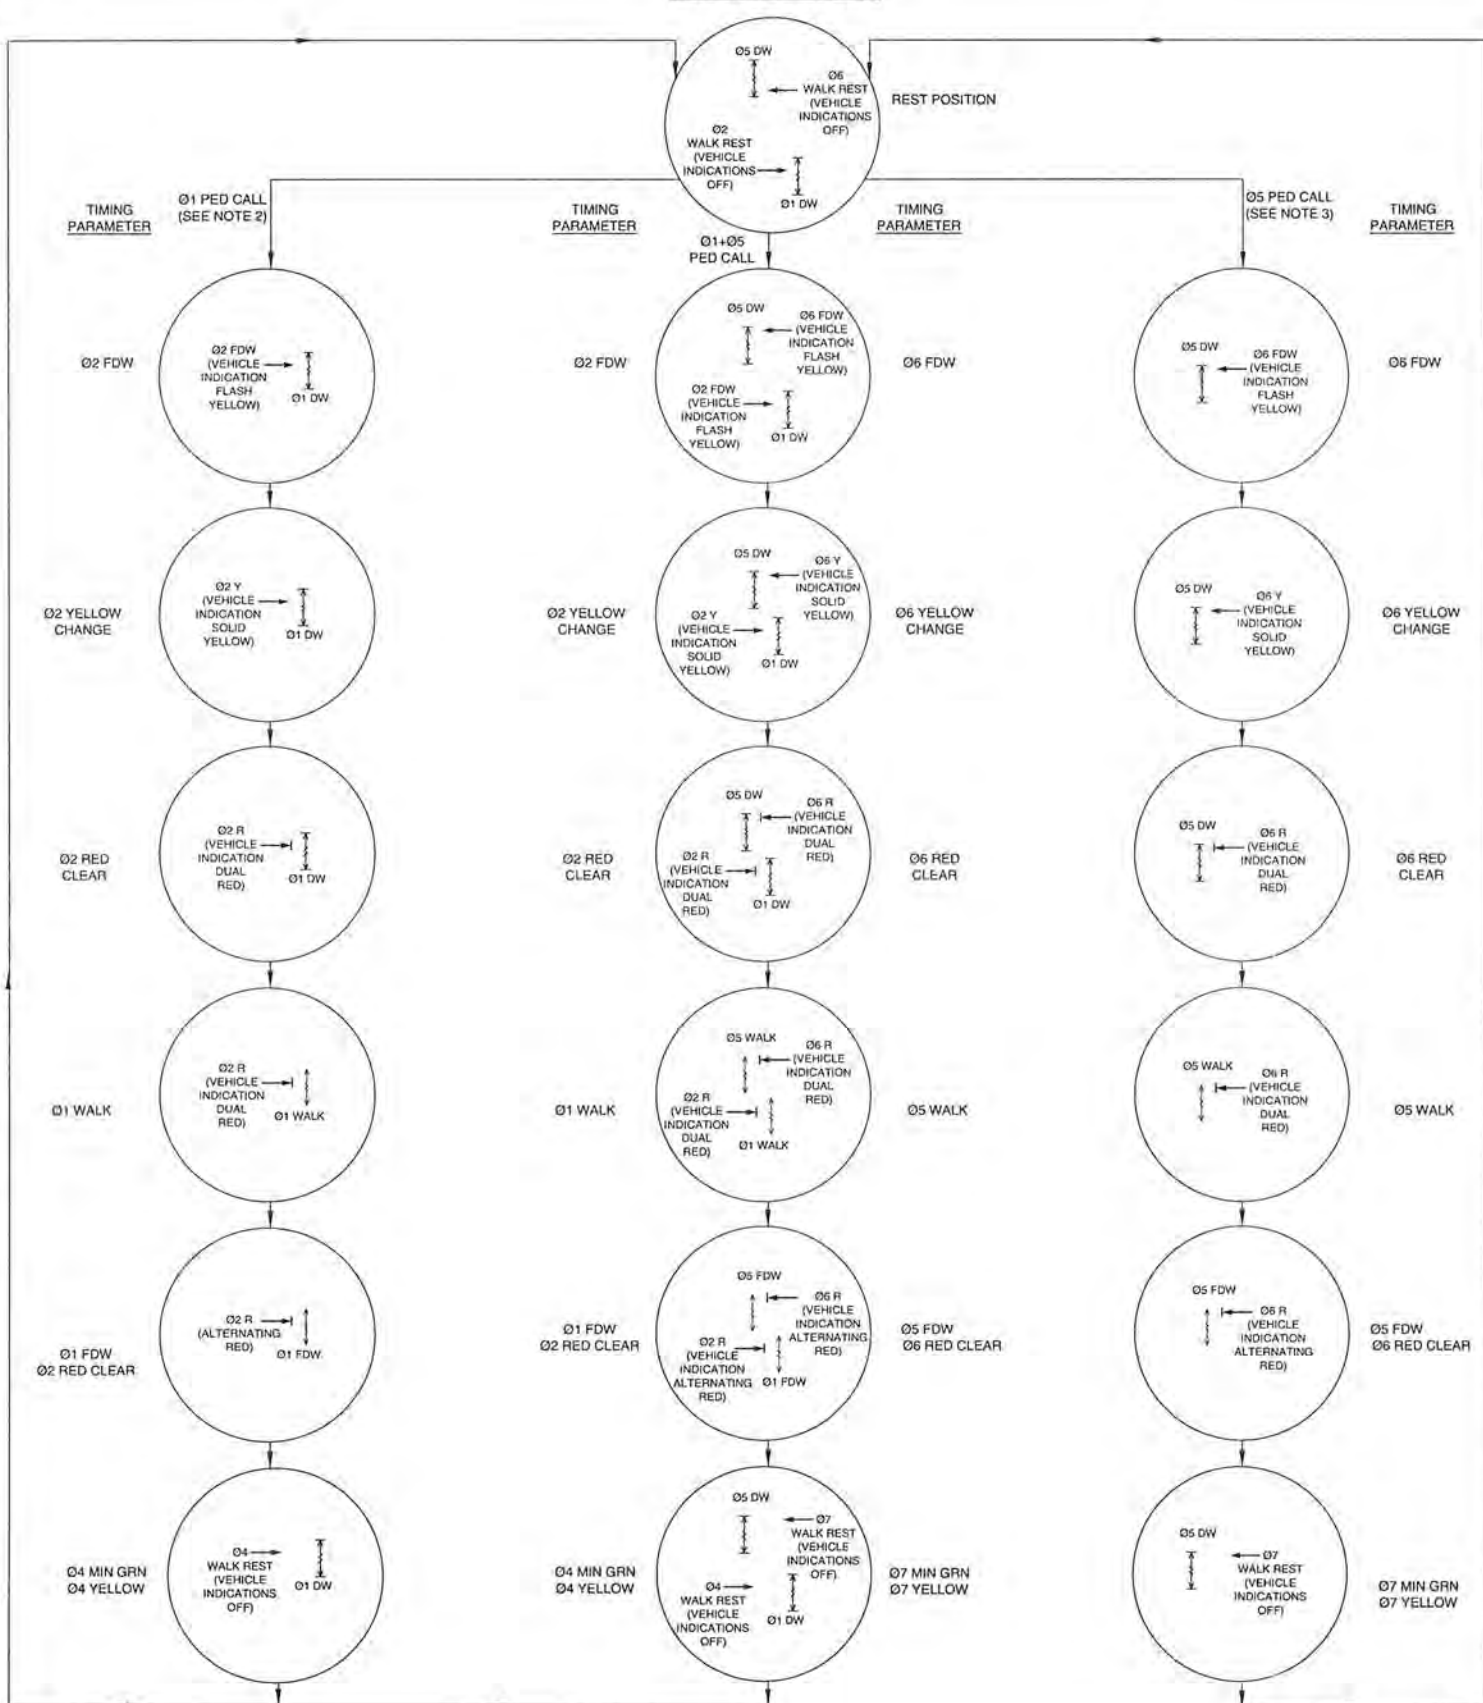 Ø5 DW
Ø6
WALK REST
(VEHICLE
INDICATIONS
OFF)
REST POSITION
Ø2
WALK REST
(VEHICLE
INDICATIONS
OFF)
Ø1 DW
Ø1 PED CALL
(SEE NOTE 2)
Ø1+Ø5
PED CALL
Ø5 PED CALL
(SEE NOTE 3)
TIMING
PARAMETER
TIMING
PARAMETER
TIMING
PARAMETER
TIMING
PARAMETER
Ø2 FDW
Ø2 FDW
(VEHICLE
INDICATION
FLASH
YELLOW)
Ø1 DW
Ø2 FDW
Ø5 DW
Ø6 FDW
(VEHICLE
INDICATION
FLASH
YELLOW)
Ø2 FDW
(VEHICLE
INDICATION
FLASH
YELLOW)
Ø1 DW
Ø6 FDW
Ø5 DW
Ø6 FDW
(VEHICLE
INDICATION
FLASH
YELLOW)
Ø6 FDW
Ø2 YELLOW
CHANGE
Ø2 Y
(VEHICLE
INDICATION
SOLID
YELLOW)
Ø1 DW
Ø2 YELLOW
CHANGE
Ø5 DW
Ø6 Y
(VEHICLE
INDICATION
SOLID
YELLOW)
Ø2 Y
(VEHICLE
INDICATION
SOLID
YELLOW)
Ø1 DW
Ø6 YELLOW
CHANGE
Ø5 DW
Ø6 Y
(VEHICLE
INDICATION
SOLID
YELLOW)
Ø6 YELLOW
CHANGE
Ø2 RED
CLEAR
Ø2 R
(VEHICLE
INDICATION
DUAL
RED)
Ø1 DW
Ø2 RED
CLEAR
Ø5 DW
Ø6 R
(VEHICLE
INDICATION
DUAL
RED)
Ø2 R
(VEHICLE
INDICATION
DUAL
RED)
Ø1 DW
Ø6 RED
CLEAR
Ø5 DW
Ø6 R
(VEHICLE
INDICATION
DUAL
RED)
Ø6 RED
CLEAR
Ø1 WALK
Ø2 R
(VEHICLE
INDICATION
DUAL
RED)
Ø1 WALK
Ø1 WALK
Ø5 WALK
Ø6 R
(VEHICLE
INDICATION
DUAL
RED)
Ø2 R
(VEHICLE
INDICATION
DUAL
RED)
Ø1 WALK
Ø5 WALK
Ø5 WALK
Ø6 R
(VEHICLE
INDICATION
DUAL
RED)
Ø5 WALK
Ø1 FDW
Ø2 RED CLEAR
Ø2 R
(ALTERNATING
RED)
Ø1 FDW
Ø1 FDW
Ø2 RED CLEAR
Ø5 FDW
Ø6 R
(VEHICLE
INDICATION
ALTERNATING
RED)
Ø2 R
(VEHICLE
INDICATION
ALTERNATING
RED)
Ø1 FDW
Ø5 FDW
Ø6 RED CLEAR
Ø5 FDW
Ø6 R
(VEHICLE
INDICATION
ALTERNATING
RED)
Ø5 FDW
Ø6 RED CLEAR
Ø4 MIN GRN
Ø4 YELLOW
Ø4
WALK REST
(VEHICLE
INDICATIONS
OFF)
Ø1 DW
Ø4 MIN GRN
Ø4 YELLOW
Ø5 DW
Ø7
WALK REST
(VEHICLE
INDICATIONS
OFF)
Ø4
WALK REST
(VEHICLE
INDICATIONS
OFF)
Ø1 DW
Ø7 MIN GRN
Ø7 YELLOW
Ø5 DW
Ø7
WALK REST
(VEHICLE
INDICATIONS
OFF)
Ø7 MIN GRN
Ø7 YELLOW